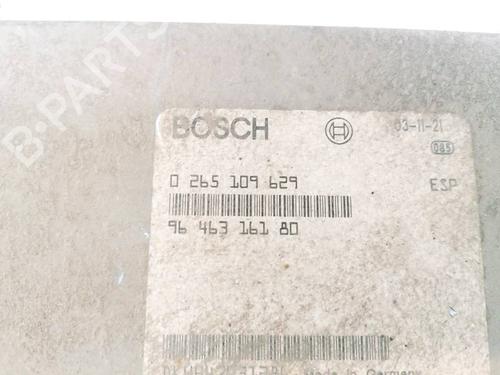 B-PARTS
BOSCH 03-11-21
085
0 265 109 629 ESP
96 463 161 80
Made in Germany